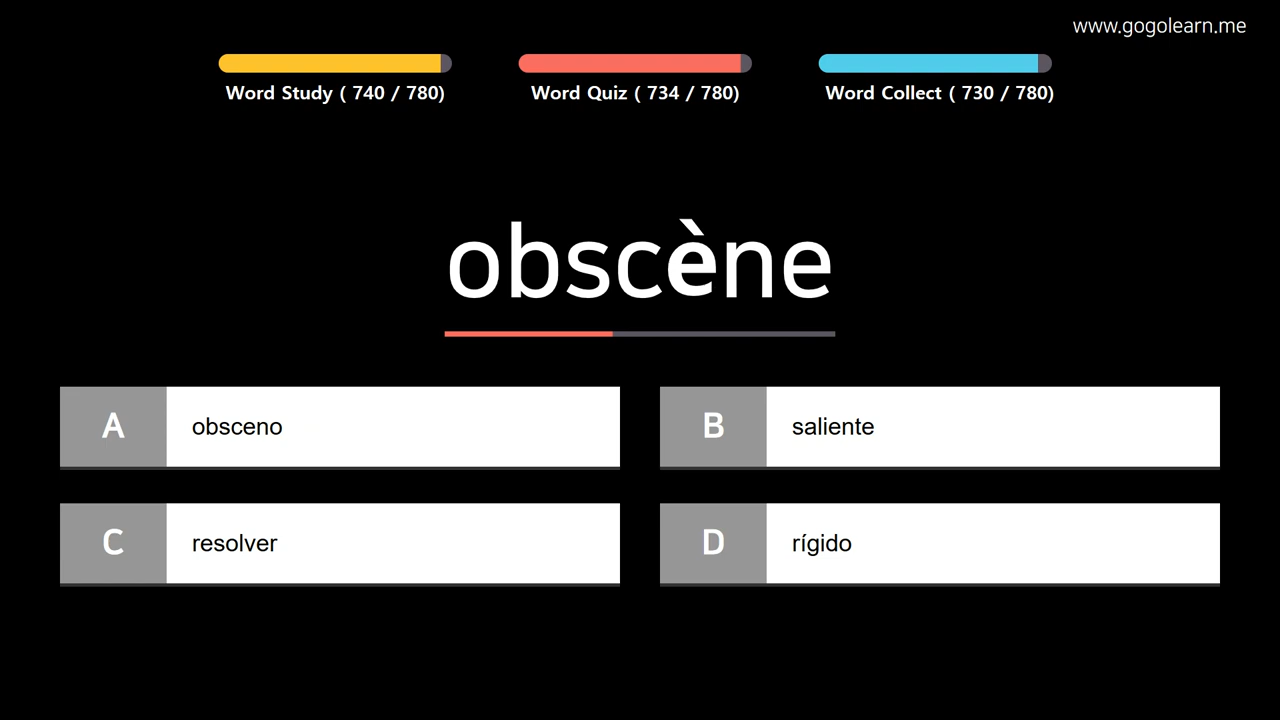 www.gogolearn.me
Word Study ( 740 / 780)
Word Quiz ( 734 / 780)
Word Collect ( 730 / 780)
obscène
A obsceno
B saliente
C resolver
D rígido